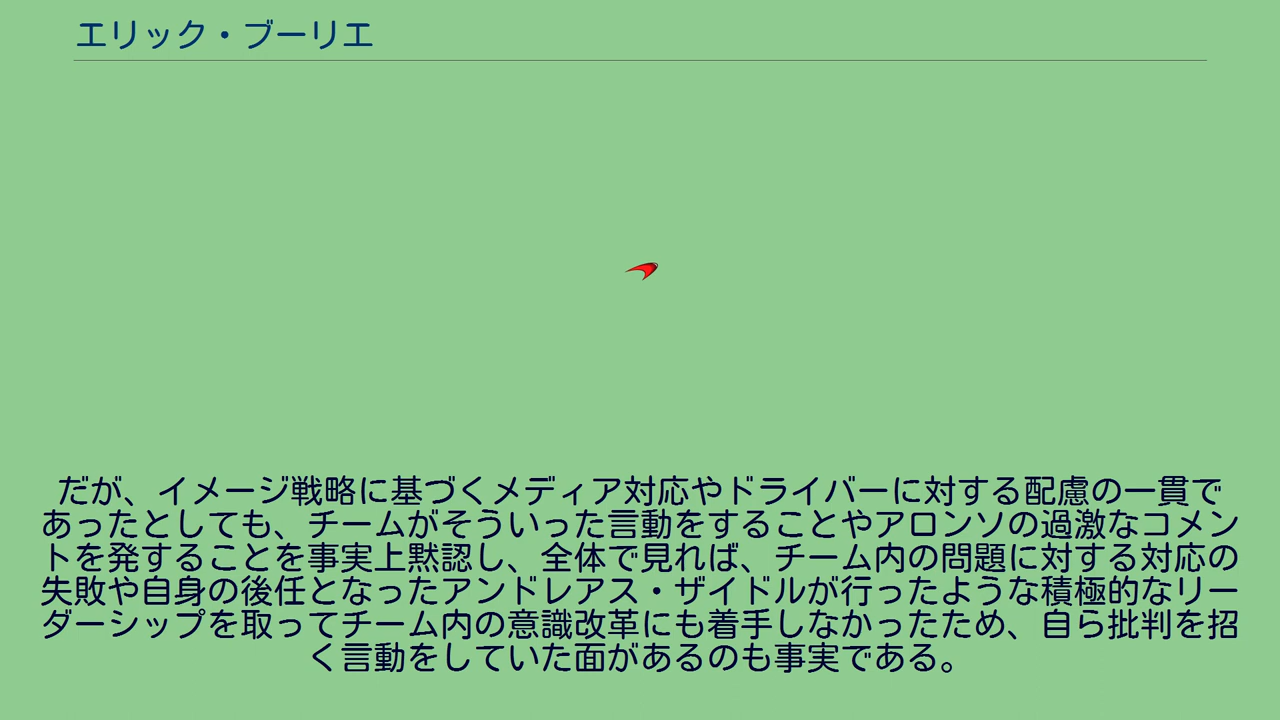 エリック・ブーリエ
だが、イメージ戦略に基づくメディア対応やドライバーに対する配慮の一貫で
あったとしても、チームがそういった言動をすることやアロンソの過激なコメン
トを発することを事実上黙認し、全体で見れば、チーム内の問題に対する対応の
失敗や自身の後任となったアンドレアス・ザイドルが行ったような積極的なリー
ダーシップを取ってチーム内の意識改革にも着手しなかったため、自ら批判を招
く言動をしていた面があるのも事実である。